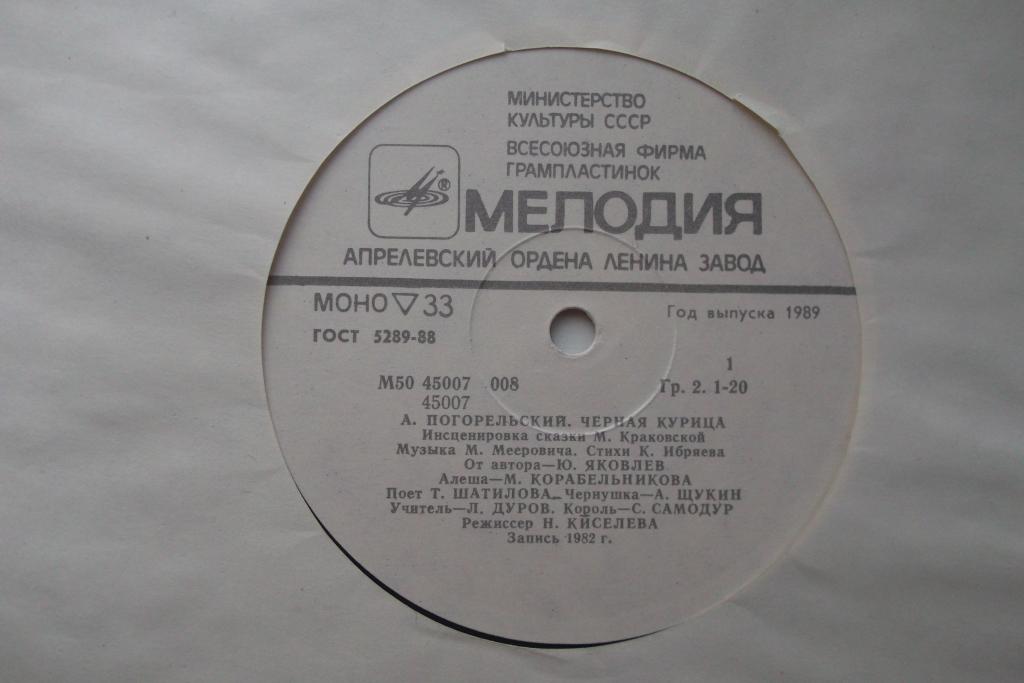 МИНИСТЕРСТВО
КУЛЬТУРЫ СССР
ВСЕСОЮЗНАЯ ФИРМА
ГРАМПЛАСТИНОК
® МЕЛОДИЯ
АПРЕЛЕВСКИЙ ОРДЕНА ЛЕНИНА ЗАВОД
МОНО ▽ 33
Год выпуска 1989
ГОСТ 5289-88
1
М50 45007 008 Гр. 2. 1-20
45007
А. ПОГОРЕЛЬСКИЙ. ЧЕРНАЯ КУРИЦА
Инсценировка сказки М. Краковской
Музыка М. Мееровича. Стихи К. Ибряева
От автора—Ю. ЯКОВЛЕВ
Алеша—М. КОРАБЕЛЬНИКОВА
Поет Т. ШАТИЛОВА. Чернушка—А. ЩУКИН
Учитель—Л. ДУРОВ. Король—С. САМОДУР
Режиссер Н. КИСЕЛЕВА
Запись 1982 г.